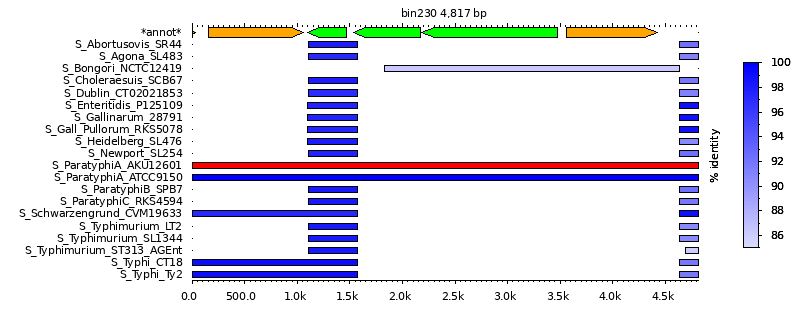 bin230 4,817 bp
*annot*
S_Abortusovis_SR44
S_Agona_SL483
S_Bongori_NCTC12419
S_Choleraesuis_SCB67
S_Dublin_CT02021853
S_Enteritidis_P125109
S_Gallinarum_28791
S_Gall_Pullorum_RKS5078
S_Heidelberg_SL476
S_Newport_SL254
S_ParatyphiA_AKU12601
S_ParatyphiA_ATCC9150
S_ParatyphiB_SPB7
S_ParatyphiC_RKS4594
S_Schwarzengrund_CVM19633
S_Typhimurium_LT2
S_Typhimurium_SL1344
S_Typhimurium_ST313_AGEnt
S_Typhi_CT18
S_Typhi_Ty2
0.0 500.0 1.0k 1.5k 2.0k 2.5k 3.0k 3.5k 4.0k 4.5k
% identity
100
98
96
94
92
90
88
86